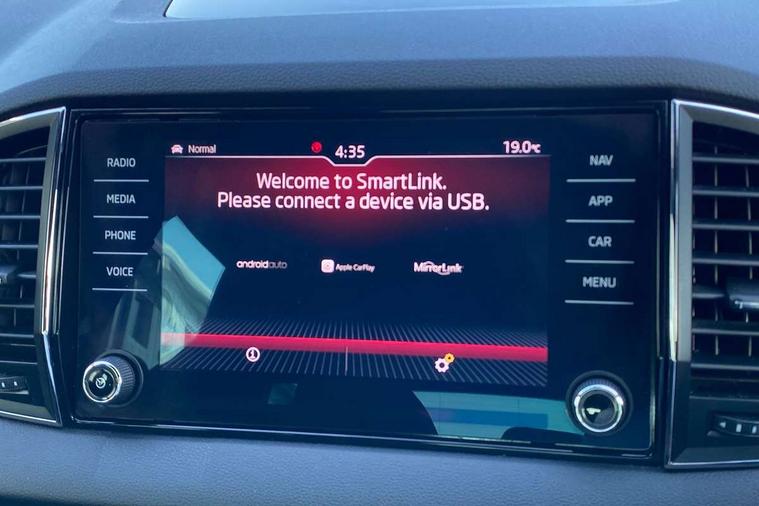 RADIO
MEDIA
PHONE
VOICE
Normal
4:35
19.0°C
Welcome to SmartLink.
Please connect a device via USB.
androidauto
Apple CarPlay
MirrorLink
NAV
APP
CAR
MENU